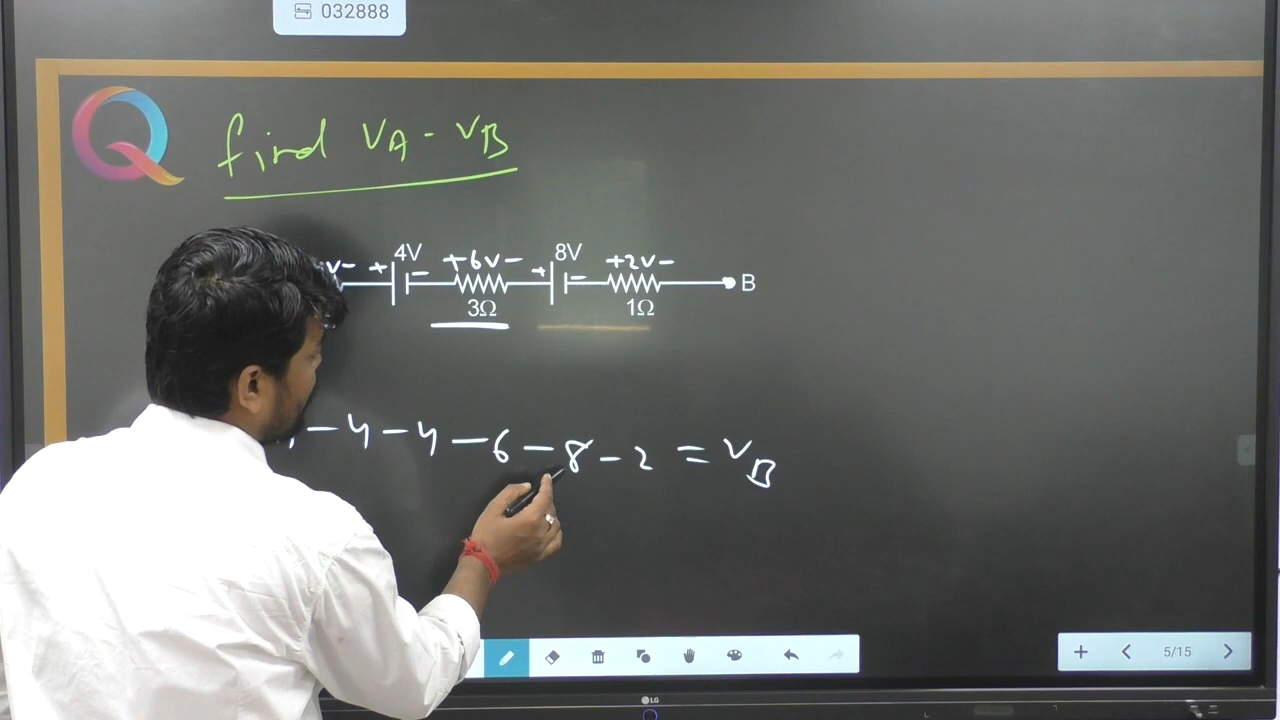 032888
find VA - VB
V- + 4V - +6V- + 8V - +2V- B
3Ω 1Ω
- 4 - 4 - 6 - 8 - 2 = VB
5/15
LG